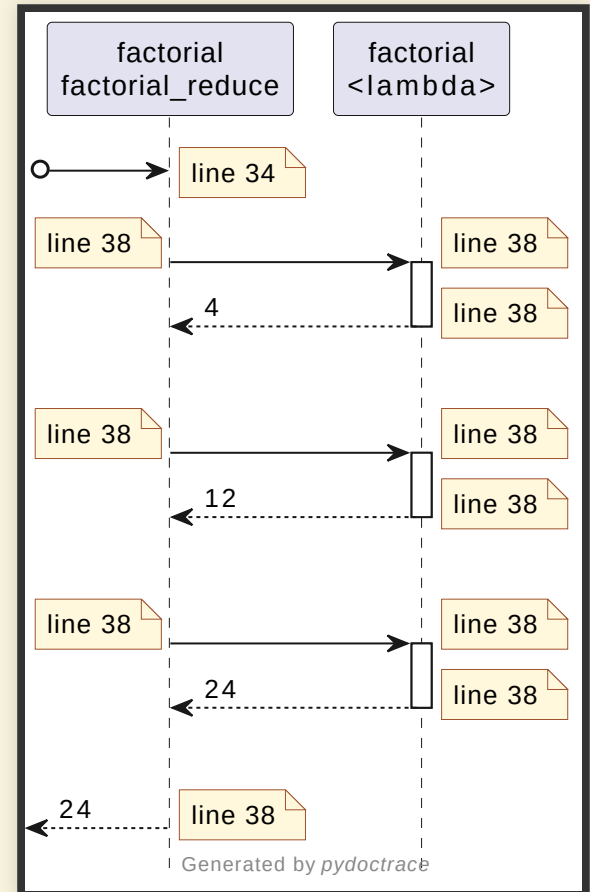 factorial
factorial_reduce
factorial
<lambda>
line 34
line 38
line 38
4
line 38
line 38
line 38
12
line 38
line 38
line 38
24
line 38
24
line 38
Generated by pydoctrace